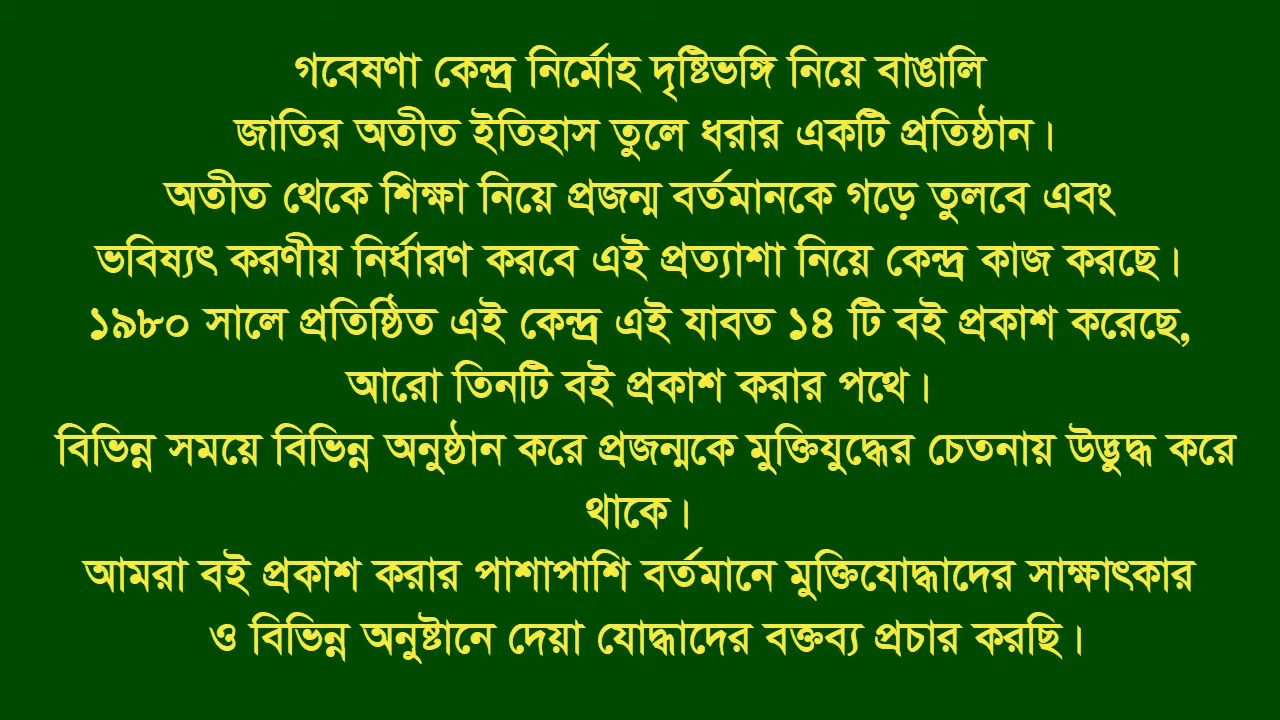 গবেষণা কেন্দ্র নির্মোহ দৃষ্টিভঙ্গি নিয়ে বাঙালি
জাতির অতীত ইতিহাস তুলে ধরার একটি প্রতিষ্ঠান।
অতীত থেকে শিক্ষা নিয়ে প্রজন্ম বর্তমানকে গড়ে তুলবে এবং
ভবিষ্যৎ করণীয় নির্ধারণ করবে এই প্রত্যাশা নিয়ে কেন্দ্র কাজ করছে।
১৯৮০ সালে প্রতিষ্ঠিত এই কেন্দ্র এই যাবত ১৪ টি বই প্রকাশ করেছে,
আরো তিনটি বই প্রকাশ করার পথে।
বিভিন্ন সময়ে বিভিন্ন অনুষ্ঠান করে প্রজন্মকে মুক্তিযুদ্ধের চেতনায় উদ্ভুদ্ধ করে
থাকে।
আমরা বই প্রকাশ করার পাশাপাশি বর্তমানে মুক্তিযোদ্ধাদের সাক্ষাৎকার
ও বিভিন্ন অনুষ্টানে দেয়া যোদ্ধাদের বক্তব্য প্রচার করছি।